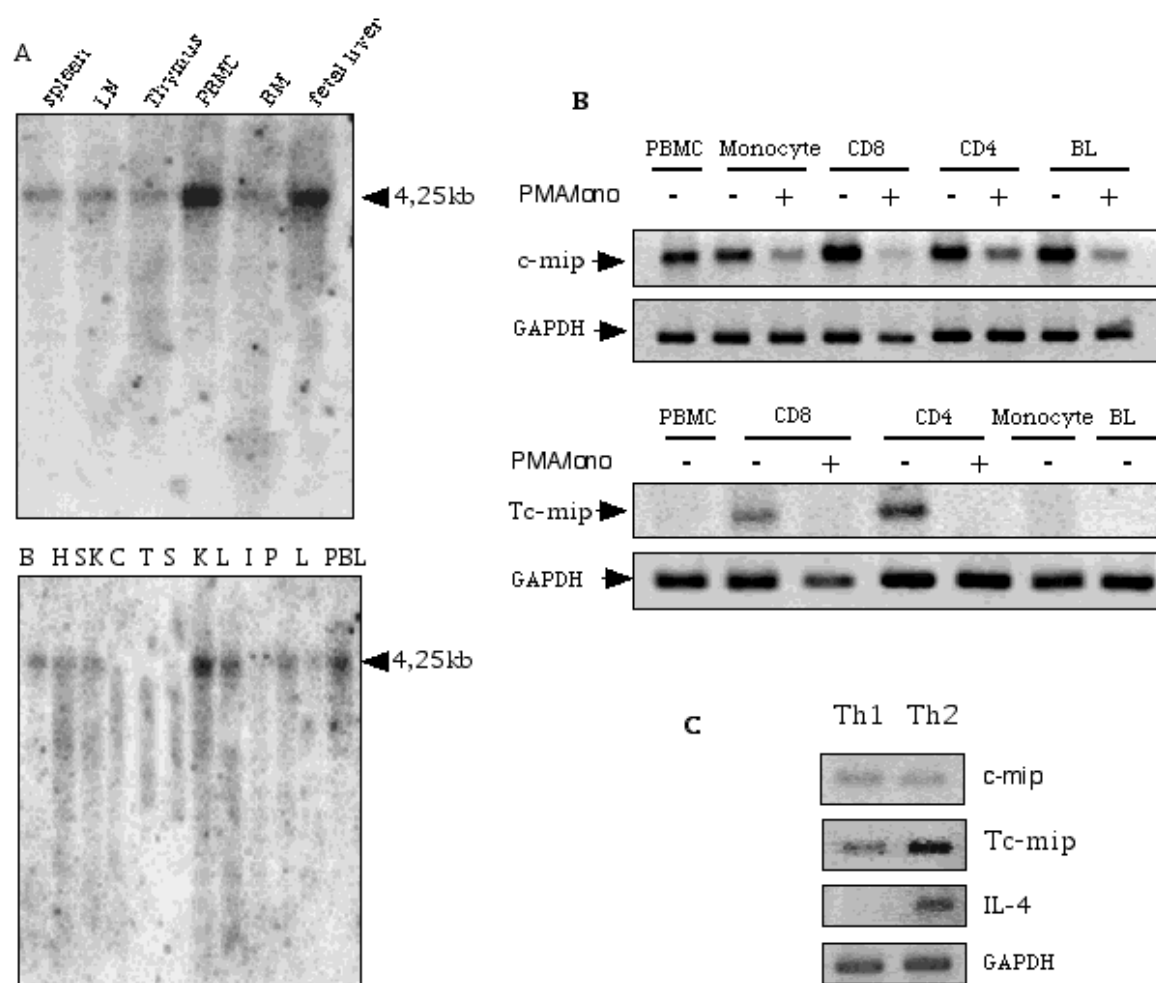 A
spleen LN Thymus PBMC BM fetal liver
4,25kb
B H SK C T S K L I P L PBL
4,25kb
B
PBMC Monocyte CD8 CD4 BL
PMA/Iono - - + - + - + - +
c-mip
GAPDH
PBMC CD8 CD4 Monocyte BL
PMA/Iono - - + - + - -
Tc-mip
GAPDH
C
Th1 Th2
c-mip
Tc-mip
IL-4
GAPDH